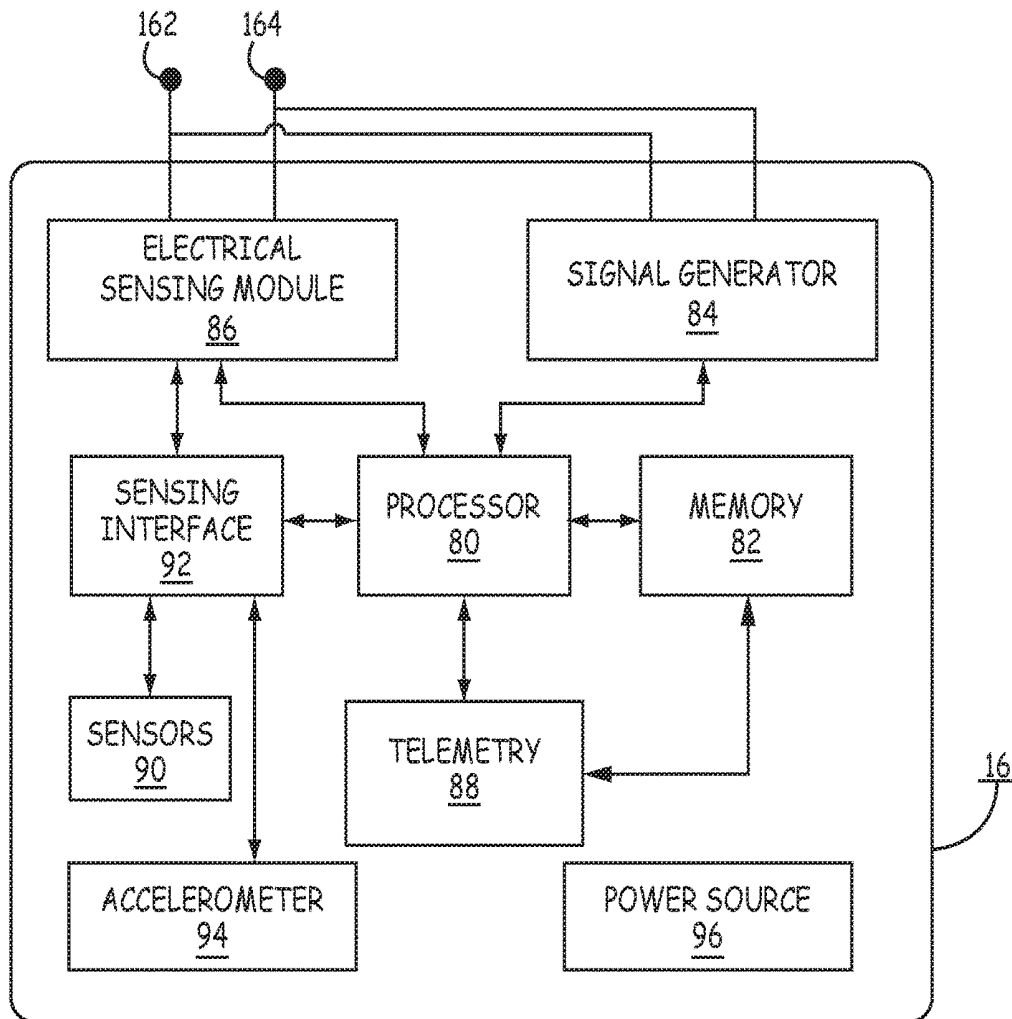 162
164
ELECTRICAL
SENSING MODULE
86
SIGNAL GENERATOR
84
SENSING
INTERFACE
92
PROCESSOR
80
MEMORY
82
SENSORS
90
TELEMETRY
88
16
ACCELEROMETER
94
POWER SOURCE
96